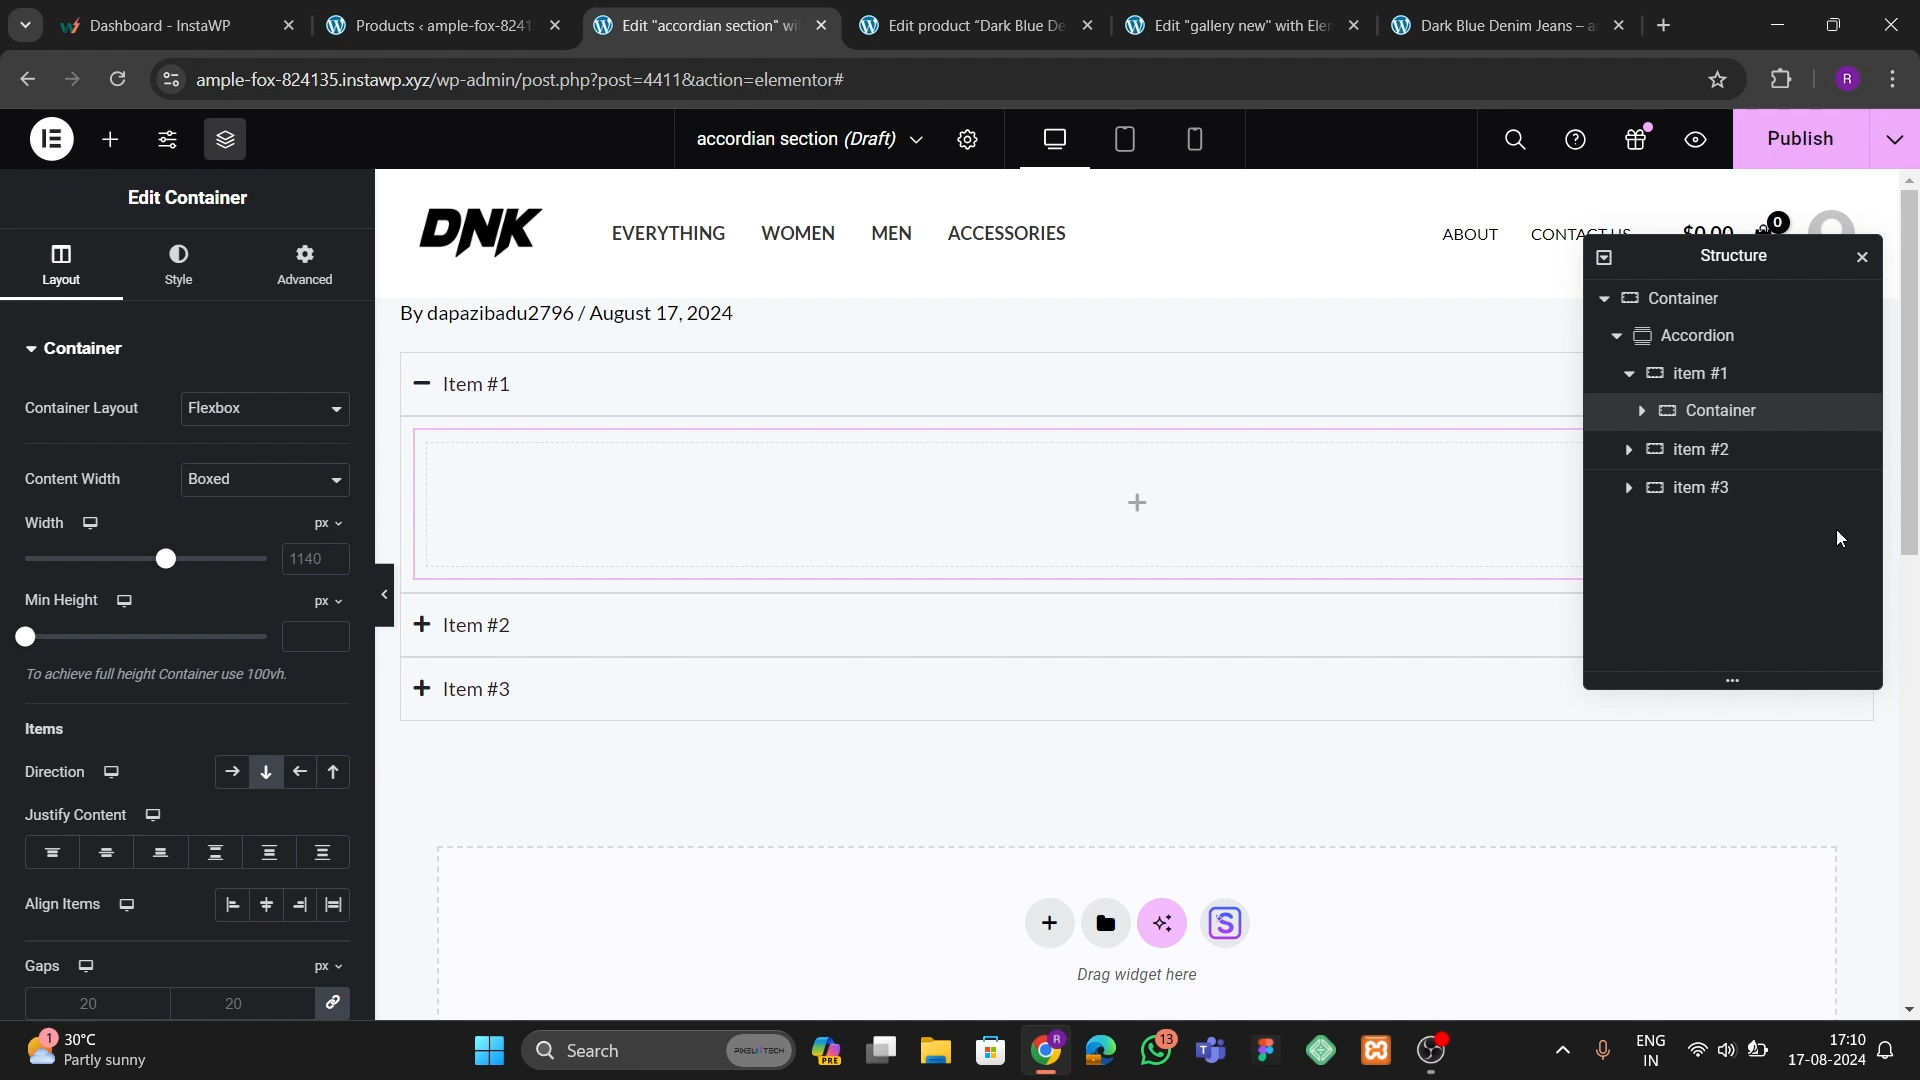 Dashboard - InstaWP
Products ‹ ample-fox-8241
Edit "accordian section" wi
Edit product "Dark Blue De
Edit "gallery new" with Eler
Dark Blue Denim Jeans – a
ample-fox-824135.instawp.xyz/wp-admin/post.php?post=4411&action=elementor#
R
accordian section (Draft)
Publish
Edit Container
Layout
Style
Advanced
Container
Container Layout
Flexbox
Content Width
Boxed
Width
px
1140
Min Height
px
To achieve full height Container use 100vh.
Items
Direction
Justify Content
Align Items
Gaps
px
20
20
DNK
EVERYTHING
WOMEN
MEN
ACCESSORIES
ABOUT
0
By dapazibadu2796 / August 17, 2024
Item #1
Item #2
Item #3
Drag widget here
Structure
Container
Accordion
item #1
Container
item #2
item #3
1
30°C
Partly sunny
Search
PIXELITTECH
PRE
R
13
ENG
IN
17:10
17-08-2024